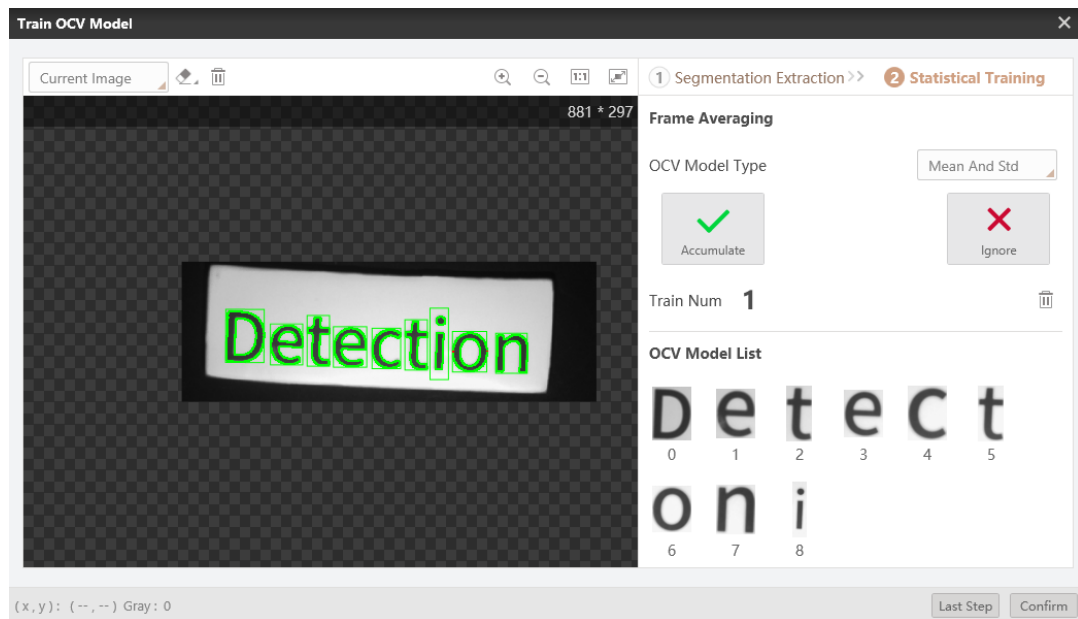 Train OCV Model
Current Image
1:1
1 Segmentation Extraction >> 2 Statistical Training
881 * 297
Frame Averaging
OCV Model Type
Mean And Std
Accumulate
Ignore
Train Num 1
Detection
OCV Model List
D e t e c t
0 1 2 3 4 5
o n i
6 7 8
(x,y): (--,--) Gray: 0
Last Step
Confirm